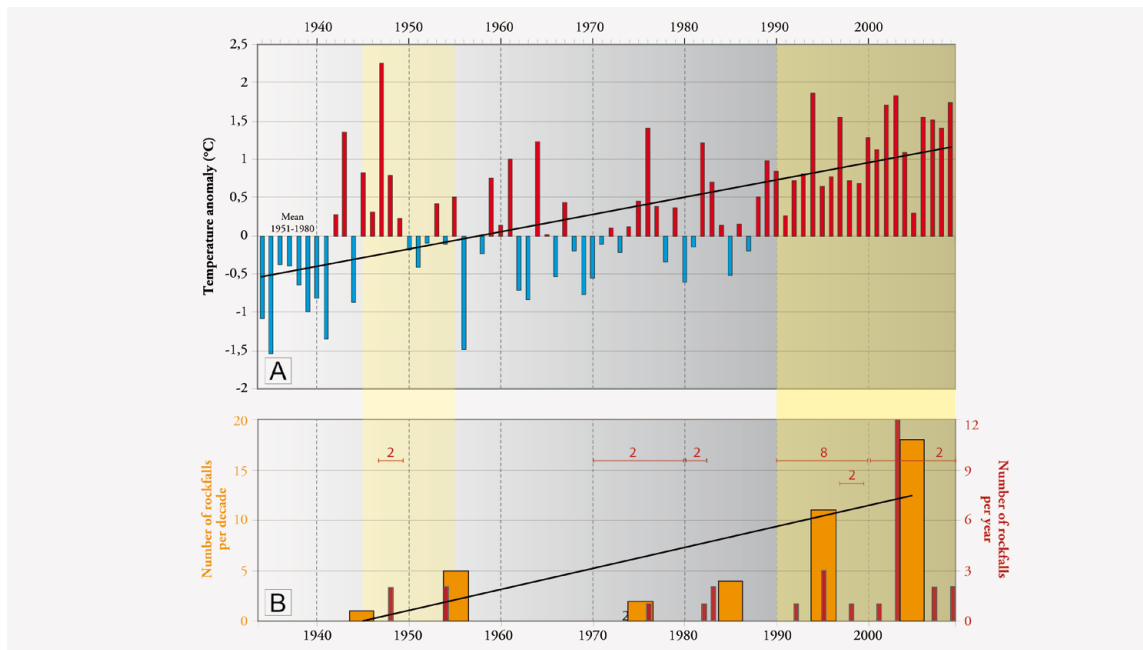 1940 1950 1960 1970 1980 1990 2000
2,5
2
1,5
1
0,5
0
-0,5
-1
-1,5
-2
Temperature anomaly (°C)
Mean
1951-1980
A
20
15
10
5
0
Number of rockfalls
per decade
12
9
6
3
0
Number of rockfalls
per year
2 2 2 8 2
2
2
B
1940 1950 1960 1970 1980 1990 2000